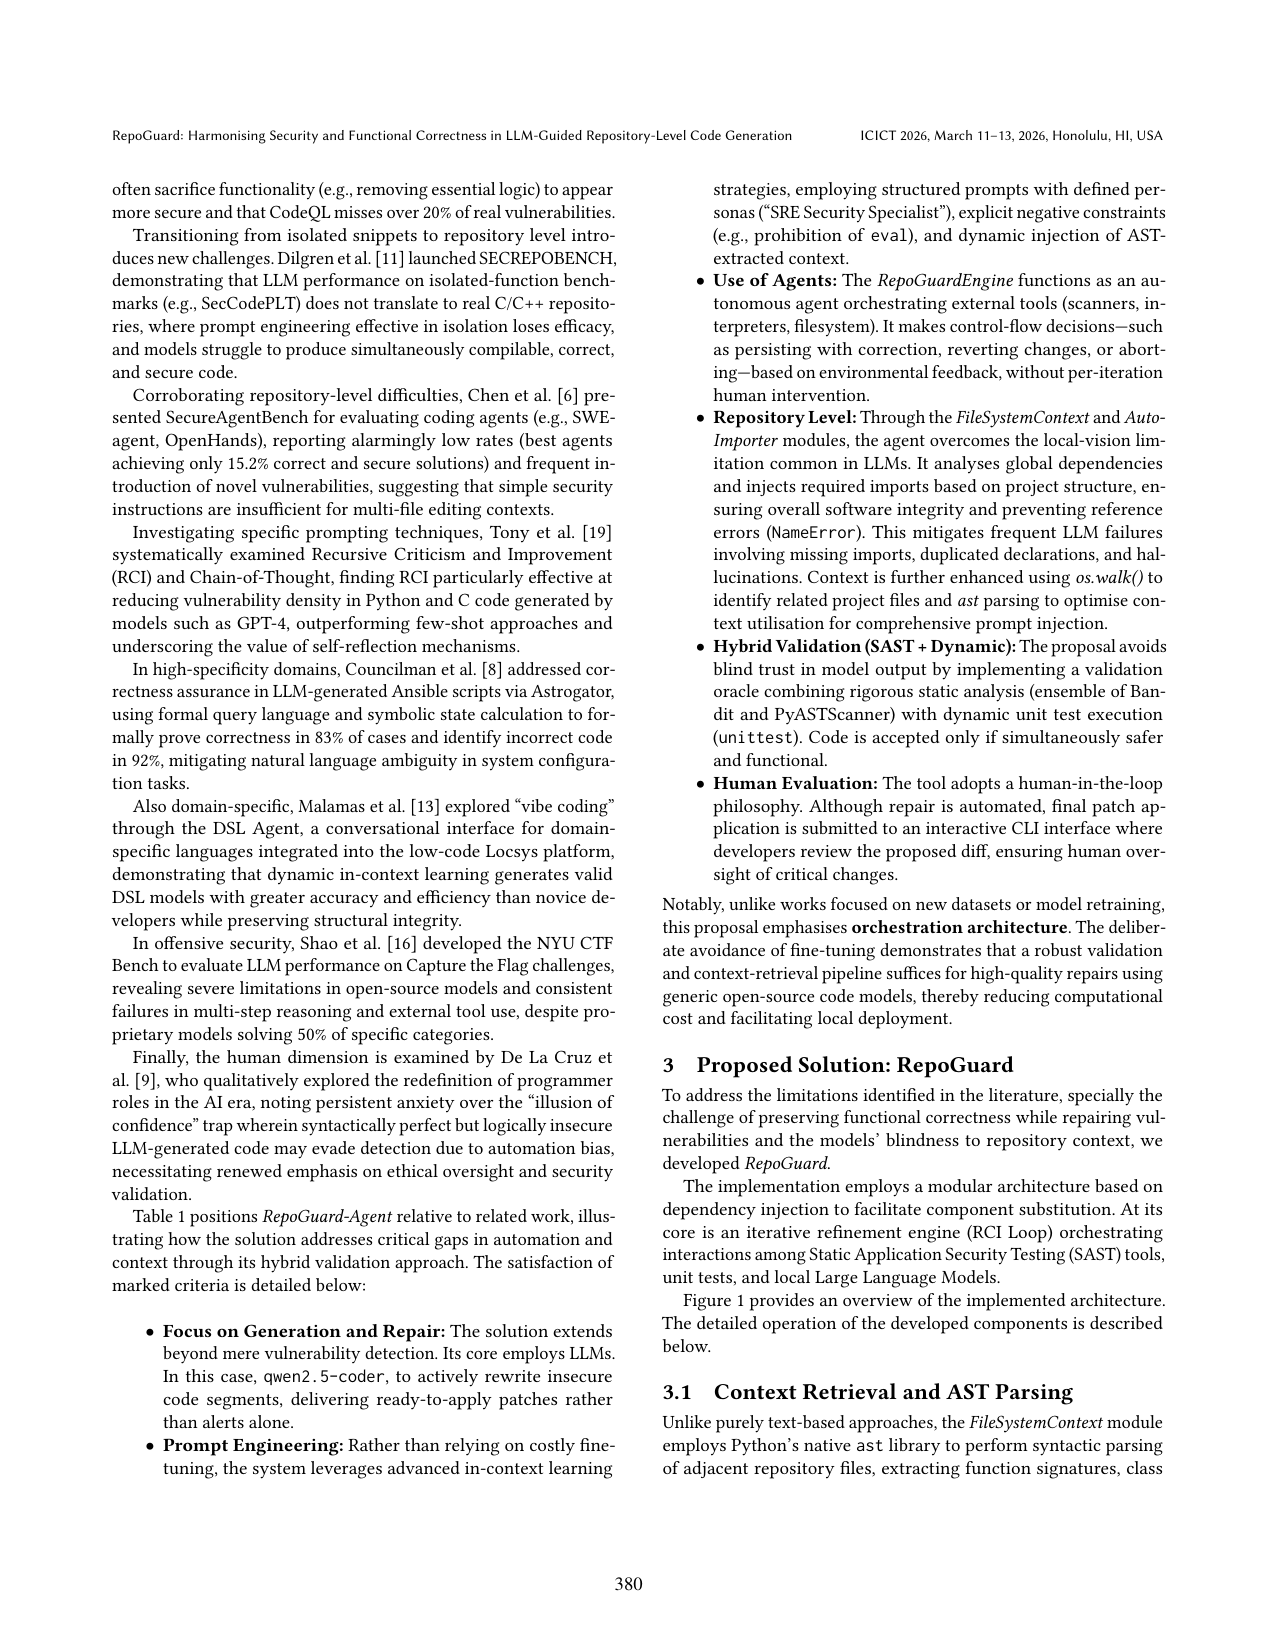 RepoGuard: Harmonising Security and Functional Correctness in LLM-Guided Repository-Level Code Generation
ICICT 2026, March 11–13, 2026, Honolulu, HI, USA
often sacrifice functionality (e.g., removing essential logic) to appear
more secure and that CodeQL misses over 20% of real vulnerabilities.
Transitioning from isolated snippets to repository level intro-
duces new challenges. Dilgren et al. [11] launched SECREPOBENCH,
demonstrating that LLM performance on isolated-function bench-
marks (e.g., SecCodePLT) does not translate to real C/C++ reposito-
ries, where prompt engineering effective in isolation loses efficacy,
and models struggle to produce simultaneously compilable, correct,
and secure code.
Corroborating repository-level difficulties, Chen et al. [6] pre-
sented SecureAgentBench for evaluating coding agents (e.g., SWE-
agent, OpenHands), reporting alarmingly low rates (best agents
achieving only 15.2% correct and secure solutions) and frequent in-
troduction of novel vulnerabilities, suggesting that simple security
instructions are insufficient for multi-file editing contexts.
Investigating specific prompting techniques, Tony et al. [19]
systematically examined Recursive Criticism and Improvement
(RCI) and Chain-of-Thought, finding RCI particularly effective at
reducing vulnerability density in Python and C code generated by
models such as GPT-4, outperforming few-shot approaches and
underscoring the value of self-reflection mechanisms.
In high-specificity domains, Councilman et al. [8] addressed cor-
rectness assurance in LLM-generated Ansible scripts via Astrogator,
using formal query language and symbolic state calculation to for-
mally prove correctness in 83% of cases and identify incorrect code
in 92%, mitigating natural language ambiguity in system configura-
tion tasks.
Also domain-specific, Malamas et al. [13] explored “vibe coding”
through the DSL Agent, a conversational interface for domain-
specific languages integrated into the low-code Locsys platform,
demonstrating that dynamic in-context learning generates valid
DSL models with greater accuracy and efficiency than novice de-
velopers while preserving structural integrity.
In offensive security, Shao et al. [16] developed the NYU CTF
Bench to evaluate LLM performance on Capture the Flag challenges,
revealing severe limitations in open-source models and consistent
failures in multi-step reasoning and external tool use, despite pro-
prietary models solving 50% of specific categories.
Finally, the human dimension is examined by De La Cruz et
al. [9], who qualitatively explored the redefinition of programmer
roles in the AI era, noting persistent anxiety over the “illusion of
confidence” trap wherein syntactically perfect but logically insecure
LLM-generated code may evade detection due to automation bias,
necessitating renewed emphasis on ethical oversight and security
validation.
Table 1 positions RepoGuard-Agent relative to related work, illus-
trating how the solution addresses critical gaps in automation and
context through its hybrid validation approach. The satisfaction of
marked criteria is detailed below:
• Focus on Generation and Repair: The solution extends
beyond mere vulnerability detection. Its core employs LLMs.
In this case, qwen2.5-coder, to actively rewrite insecure
code segments, delivering ready-to-apply patches rather
than alerts alone.
• Prompt Engineering: Rather than relying on costly fine-
tuning, the system leverages advanced in-context learning
strategies, employing structured prompts with defined per-
sonas (“SRE Security Specialist”), explicit negative constraints
(e.g., prohibition of eval), and dynamic injection of AST-
extracted context.
• Use of Agents: The RepoGuardEngine functions as an au-
tonomous agent orchestrating external tools (scanners, in-
terpreters, filesystem). It makes control-flow decisions—such
as persisting with correction, reverting changes, or abort-
ing—based on environmental feedback, without per-iteration
human intervention.
• Repository Level: Through the FileSystemContext and Auto-
Importer modules, the agent overcomes the local-vision lim-
itation common in LLMs. It analyses global dependencies
and injects required imports based on project structure, en-
suring overall software integrity and preventing reference
errors (NameError). This mitigates frequent LLM failures
involving missing imports, duplicated declarations, and hal-
lucinations. Context is further enhanced using os.walk() to
identify related project files and ast parsing to optimise con-
text utilisation for comprehensive prompt injection.
• Hybrid Validation (SAST + Dynamic): The proposal avoids
blind trust in model output by implementing a validation
oracle combining rigorous static analysis (ensemble of Ban-
dit and PyASTScanner) with dynamic unit test execution
(unittest). Code is accepted only if simultaneously safer
and functional.
• Human Evaluation: The tool adopts a human-in-the-loop
philosophy. Although repair is automated, final patch ap-
plication is submitted to an interactive CLI interface where
developers review the proposed diff, ensuring human over-
sight of critical changes.
Notably, unlike works focused on new datasets or model retraining,
this proposal emphasises orchestration architecture. The deliber-
ate avoidance of fine-tuning demonstrates that a robust validation
and context-retrieval pipeline suffices for high-quality repairs using
generic open-source code models, thereby reducing computational
cost and facilitating local deployment.
3 Proposed Solution: RepoGuard
To address the limitations identified in the literature, specially the
challenge of preserving functional correctness while repairing vul-
nerabilities and the models’ blindness to repository context, we
developed RepoGuard.
The implementation employs a modular architecture based on
dependency injection to facilitate component substitution. At its
core is an iterative refinement engine (RCI Loop) orchestrating
interactions among Static Application Security Testing (SAST) tools,
unit tests, and local Large Language Models.
Figure 1 provides an overview of the implemented architecture.
The detailed operation of the developed components is described
below.
3.1 Context Retrieval and AST Parsing
Unlike purely text-based approaches, the FileSystemContext module
employs Python’s native ast library to perform syntactic parsing
of adjacent repository files, extracting function signatures, class
380